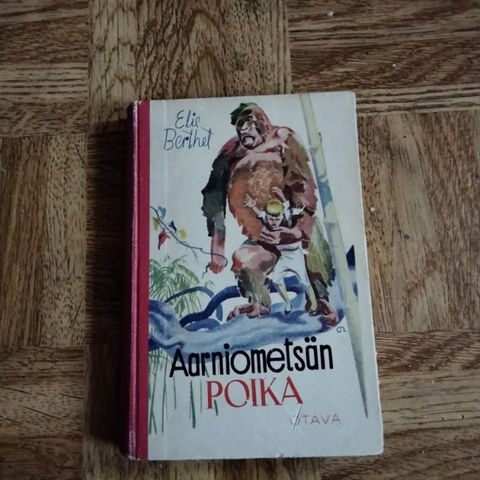 Elie
Berthet
Aarniometsän
POIKA
OTAVA